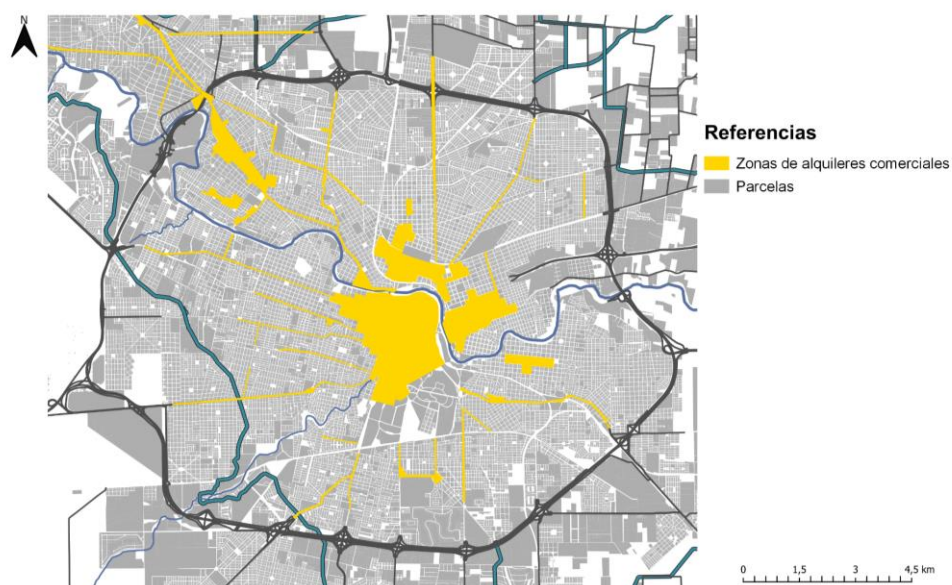 N
Referencias
Zonas de alquileres comerciales
Parcelas
0 1,5 3 4,5 km